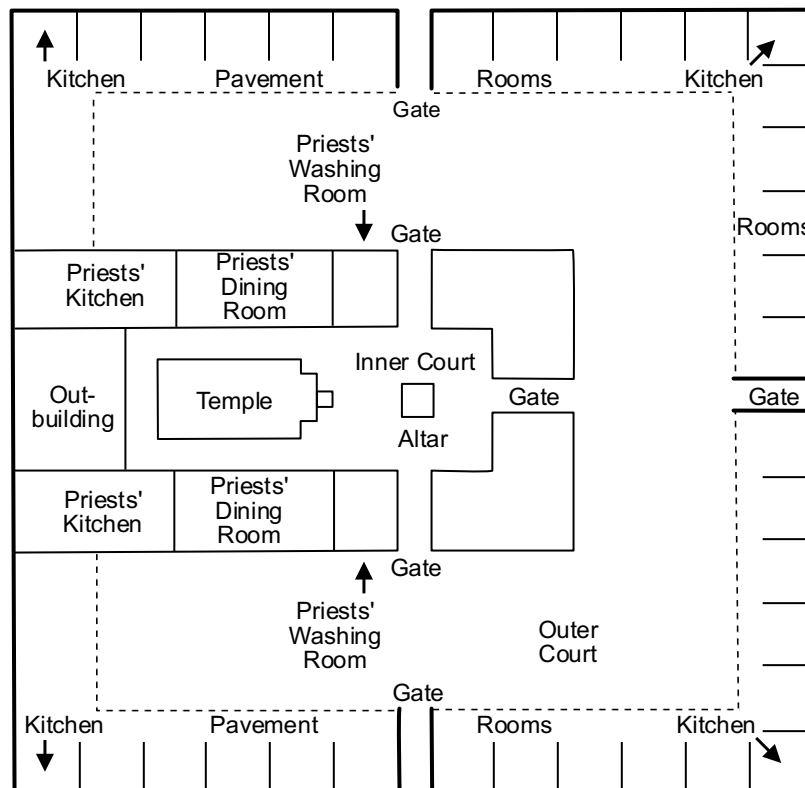 Kitchen
Pavement
Rooms
Kitchen
Gate
Priests'
Washing
Room
Rooms
Gate
Priests'
Kitchen
Priests'
Dining
Room
Inner Court
Out-
building
Temple
Gate
Gate
Altar
Priests'
Kitchen
Priests'
Dining
Room
Gate
Priests'
Washing
Room
Outer
Court
Gate
Kitchen
Pavement
Rooms
Kitchen